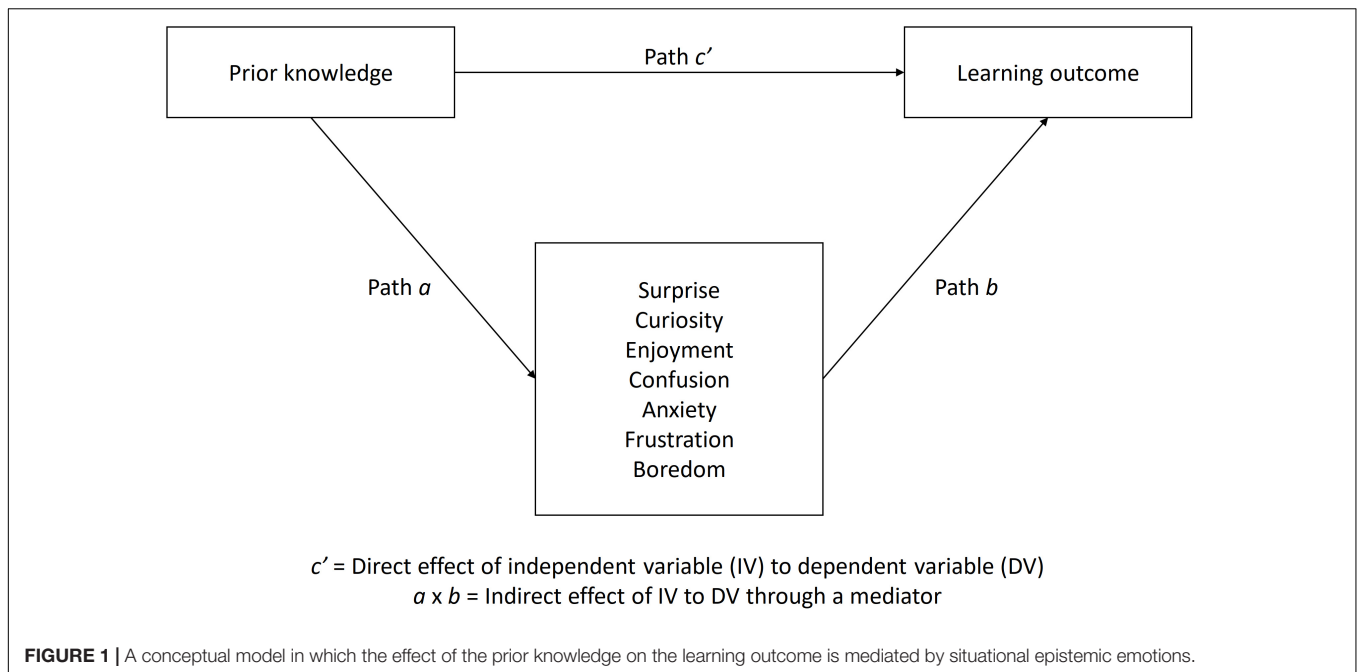 Path c'
Prior knowledge
Learning outcome
Path a
Path b
Surprise
Curiosity
Enjoyment
Confusion
Anxiety
Frustration
Boredom
c' = Direct effect of independent variable (IV) to dependent variable (DV)
a x b = Indirect effect of IV to DV through a mediator
FIGURE 1 | A conceptual model in which the effect of the prior knowledge on the learning outcome is mediated by situational epistemic emotions.